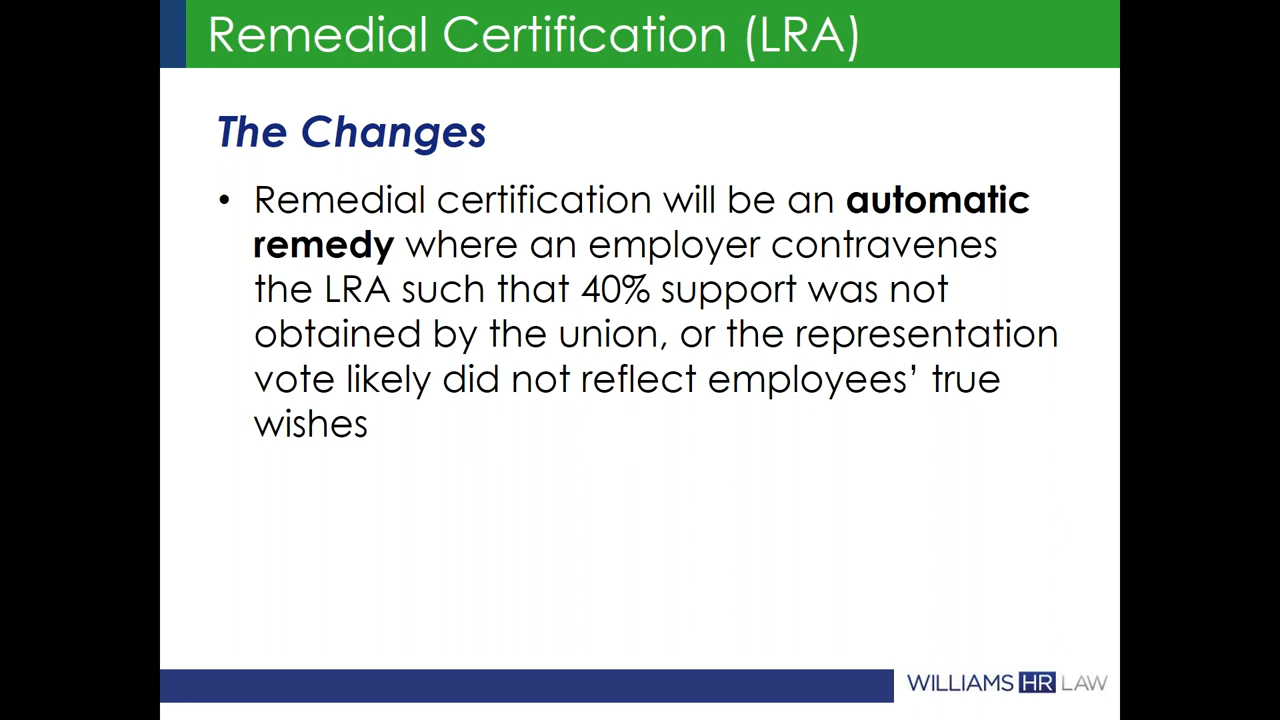 Remedial Certification (LRA)
The Changes
• Remedial certification will be an automatic
remedy where an employer contravenes
the LRA such that 40% support was not
obtained by the union, or the representation
vote likely did not reflect employees’ true
wishes
WILLIAMS HR LAW